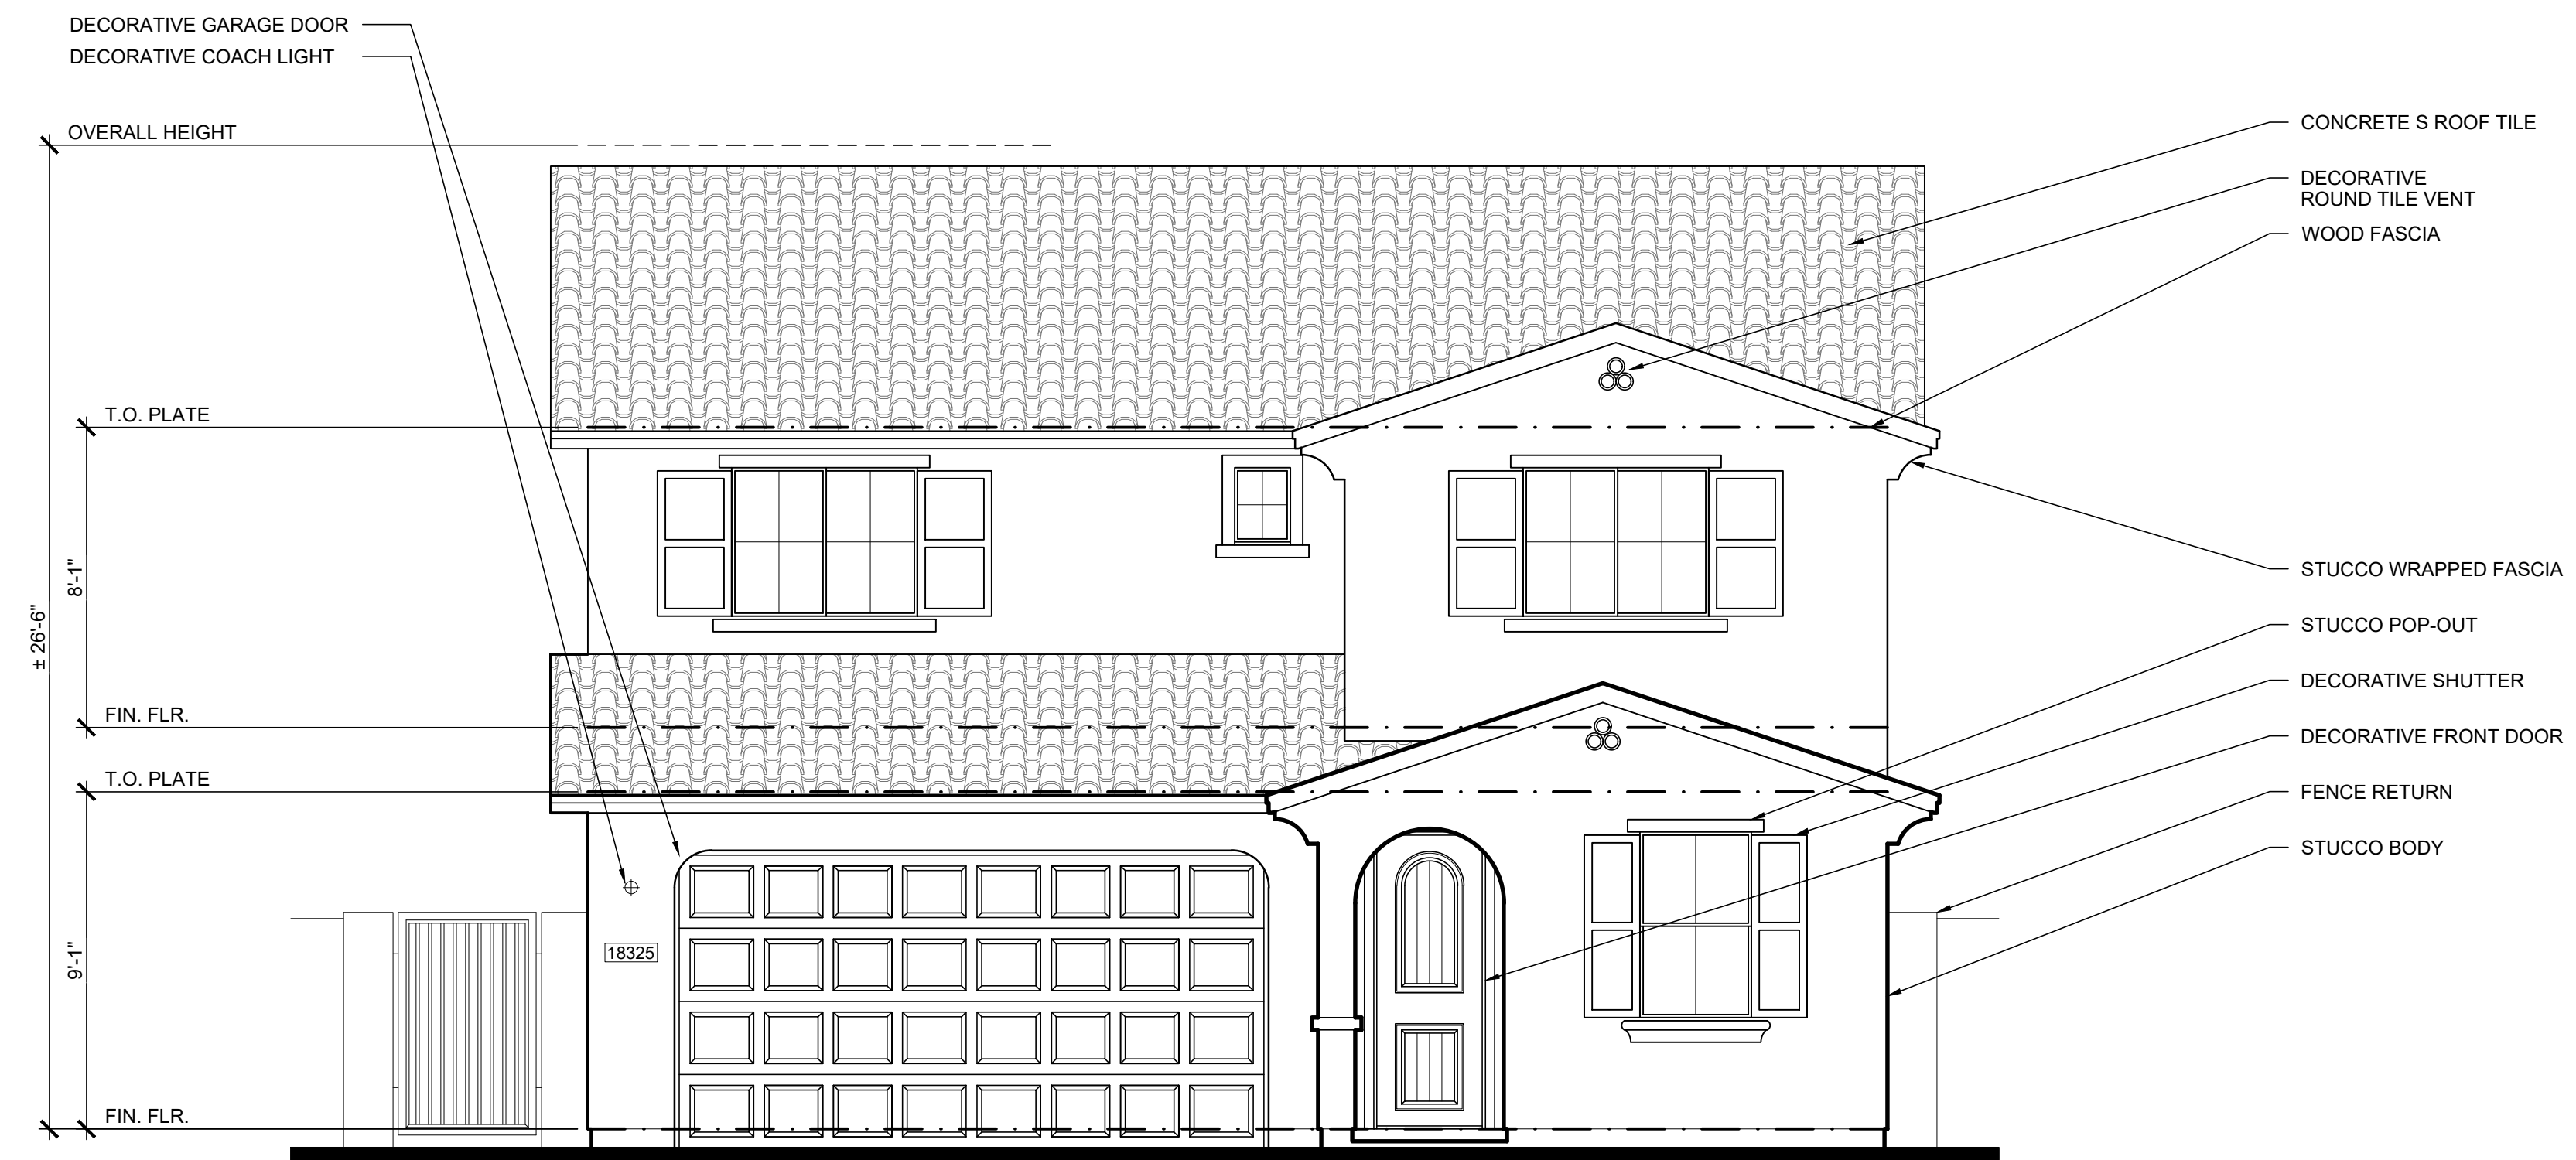 DECORATIVE GARAGE DOOR
DECORATIVE COACH LIGHT
OVERALL HEIGHT
CONCRETE S ROOF TILE
DECORATIVE
ROUND TILE VENT
WOOD FASCIA
T.O. PLATE
8'-1"
± 26'-6"
STUCCO WRAPPED FASCIA
STUCCO POP-OUT
DECORATIVE SHUTTER
FIN. FLR.
DECORATIVE FRONT DOOR
T.O. PLATE
FENCE RETURN
STUCCO BODY
18325
9'-1"
FIN. FLR.